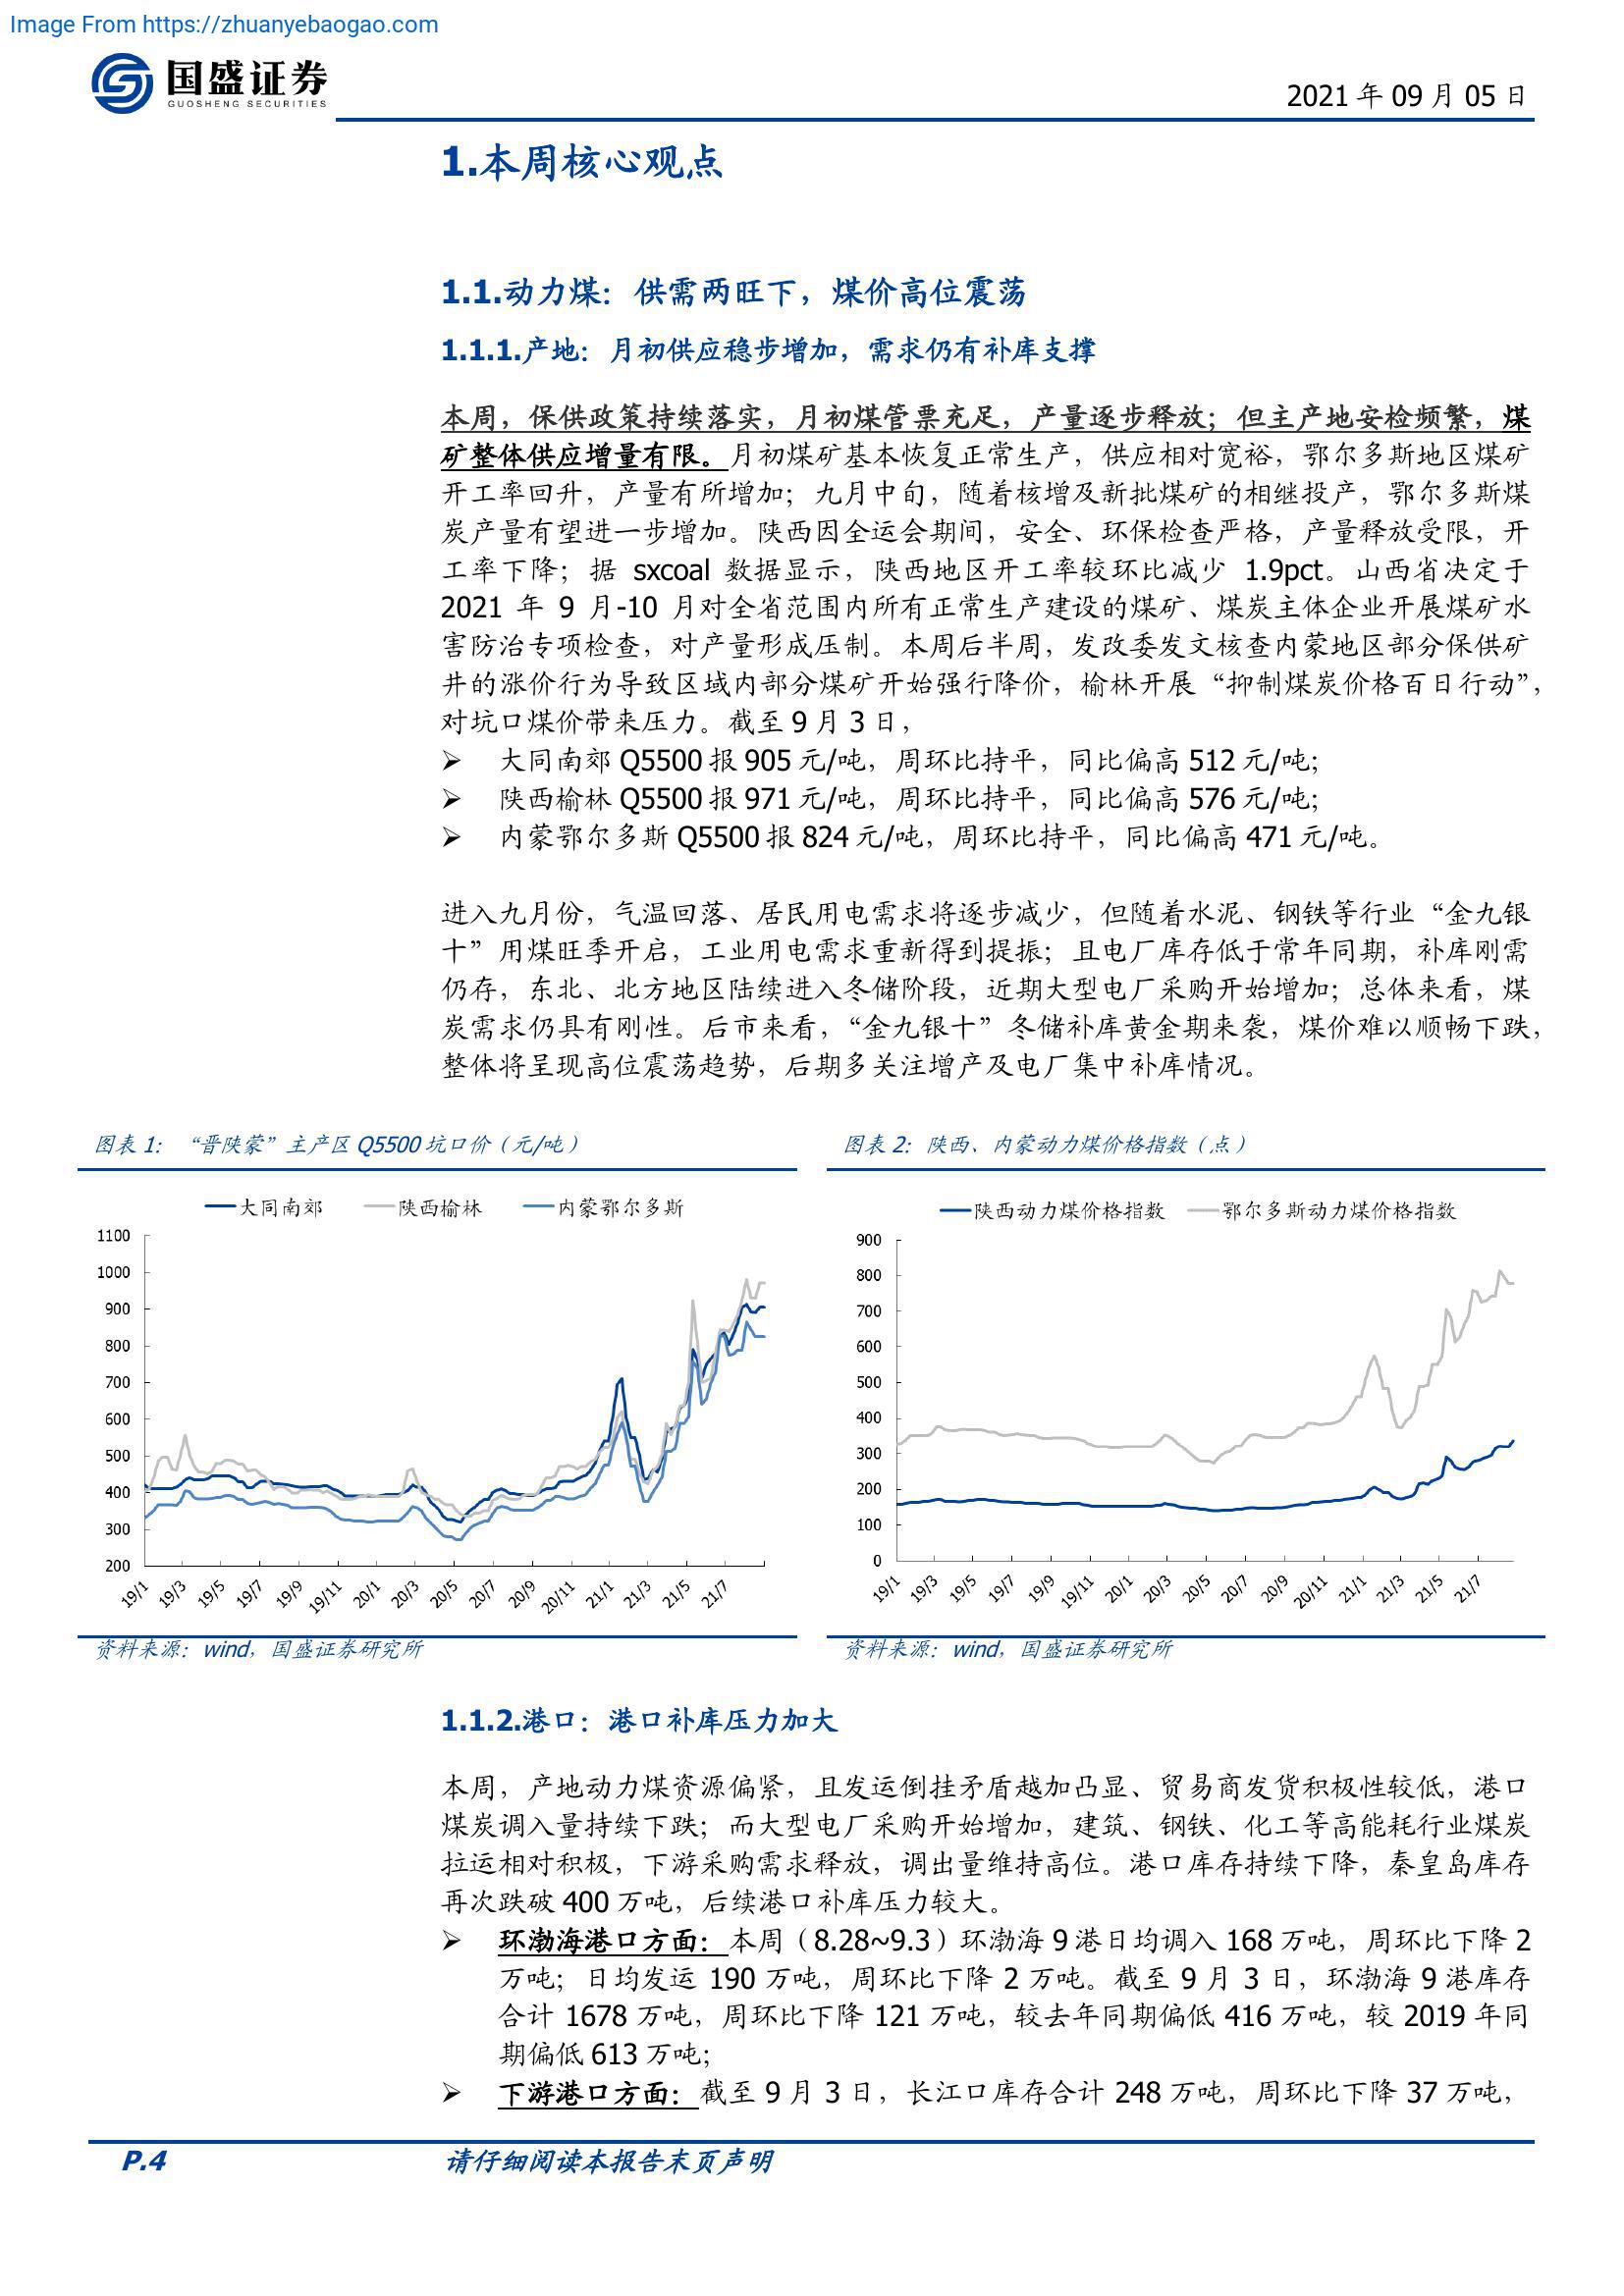 Image From https://zhuanyebaogao.com
国盛证券
GUOSHENG SECURITIES
2021 年 09 月 05 日
1.本周核心观点
1.1.动力煤：供需两旺下，煤价高位震荡
1.1.1.产地：月初供应稳步增加，需求仍有补库支撑
本周，保供政策持续落实，月初煤管票充足，产量逐步释放；但主产地安检频繁，煤
矿整体供应增量有限。月初煤矿基本恢复正常生产，供应相对宽裕，鄂尔多斯地区煤矿
开工率回升，产量有所增加；九月中旬，随着核增及新批煤矿的相继投产，鄂尔多斯煤
炭产量有望进一步增加。陕西因全运会期间，安全、环保检查严格，产量释放受限，开
工率下降；据 sxcoal 数据显示，陕西地区开工率较环比减少 1.9pct。山西省决定于
2021 年 9 月-10 月对全省范围内所有正常生产建设的煤矿、煤炭主体企业开展煤矿水
害防治专项检查，对产量形成压制。本周后半周，发改委发文核查内蒙地区部分保供矿
井的涨价行为导致区域内部分煤矿开始强行降价，榆林开展“抑制煤炭价格百日行动”，
对坑口煤价带来压力。截至 9 月 3 日，
➢ 大同南郊 Q5500 报 905 元/吨，周环比持平，同比偏高 512 元/吨；
➢ 陕西榆林 Q5500 报 971 元/吨，周环比持平，同比偏高 576 元/吨；
➢ 内蒙鄂尔多斯 Q5500 报 824 元/吨，周环比持平，同比偏高 471 元/吨。
进入九月份，气温回落、居民用电需求将逐步减少，但随着水泥、钢铁等行业“金九银
十”用煤旺季开启，工业用电需求重新得到提振；且电厂库存低于常年同期，补库刚需
仍存，东北、北方地区陆续进入冬储阶段，近期大型电厂采购开始增加；总体来看，煤
炭需求仍具有刚性。后市来看，“金九银十”冬储补库黄金期来袭，煤价难以顺畅下跌，
整体将呈现高位震荡趋势，后期多关注增产及电厂集中补库情况。
图表 1：“晋陕蒙”主产区 Q5500 坑口价（元/吨）
大同南郊 陕西榆林 内蒙鄂尔多斯
1100
1000
900
800
700
600
500
400
300
200
19/1 19/3 19/5 19/7 19/9 19/11 20/1 20/3 20/5 20/7 20/9 20/11 21/1 21/3 21/5 21/7
资料来源：wind，国盛证券研究所
图表 2：陕西、内蒙动力煤价格指数（点）
陕西动力煤价格指数 鄂尔多斯动力煤价格指数
900
800
700
600
500
400
300
200
100
0
19/1 19/3 19/5 19/7 19/9 19/11 20/1 20/3 20/5 20/7 20/9 20/11 21/1 21/3 21/5 21/7
资料来源：wind，国盛证券研究所
1.1.2.港口：港口补库压力加大
本周，产地动力煤资源偏紧，且发运倒挂矛盾越加凸显、贸易商发货积极性较低，港口
煤炭调入量持续下跌；而大型电厂采购开始增加，建筑、钢铁、化工等高能耗行业煤炭
拉运相对积极，下游采购需求释放，调出量维持高位。港口库存持续下降，秦皇岛库存
再次跌破 400 万吨，后续港口补库压力较大。
➢ 环渤海港口方面：本周（8.28~9.3）环渤海 9 港日均调入 168 万吨，周环比下降 2
万吨；日均发运 190 万吨，周环比下降 2 万吨。截至 9 月 3 日，环渤海 9 港库存
合计 1678 万吨，周环比下降 121 万吨，较去年同期偏低 416 万吨，较 2019 年同
期偏低 613 万吨；
➢ 下游港口方面：截至 9 月 3 日，长江口库存合计 248 万吨，周环比下降 37 万吨，
P.4
请仔细阅读本报告末页声明